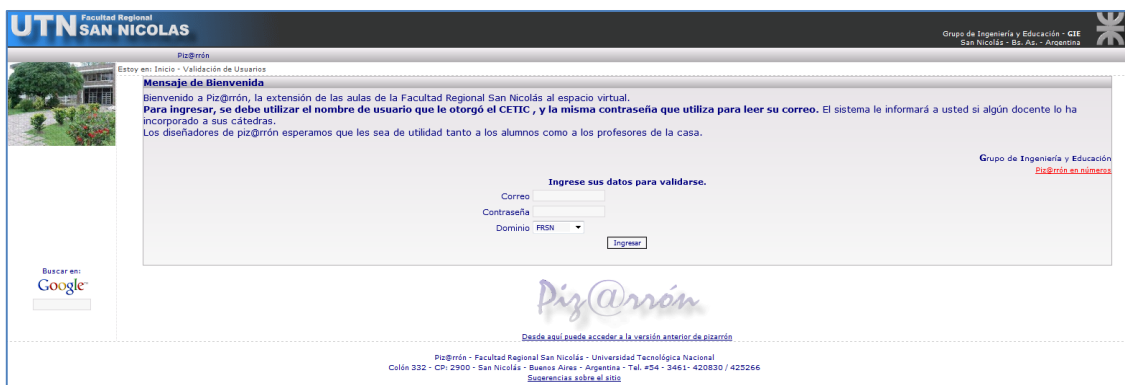 UTN Facultad Regional
SAN NICOLAS
Grupo de Ingeniería y Educación - GIE
San Nicolás - Bs. As. - Argentina
Piz@rrón
Estoy en: Inicio - Validación de Usuarios
Mensaje de Bienvenida
Bienvenido a Piz@rrón, la extensión de las aulas de la Facultad Regional San Nicolás al espacio virtual.
Para ingresar, se debe utilizar el nombre de usuario que le otorgó el CETIC , y la misma contraseña que utiliza para leer su correo. El sistema le informará a usted si algún docente lo ha
incorporado a sus cátedras.
Los diseñadores de piz@rrón esperamos que les sea de utilidad tanto a los alumnos como a los profesores de la casa.
Grupo de Ingeniería y Educación
Piz@rrón en números
Ingrese sus datos para validarse.
Correo
Contraseña
Dominio FRSN
Ingresar
Buscar en:
Google
Piz@rrón
Desde aquí puede acceder a la versión anterior de pizarrón
Piz@rrón - Facultad Regional San Nicolás - Universidad Tecnológica Nacional
Colón 332 - CP: 2900 - San Nicolás - Buenos Aires - Argentina - Tel. #54 - 3461- 420830 / 425266
Sugerencias sobre el sitio